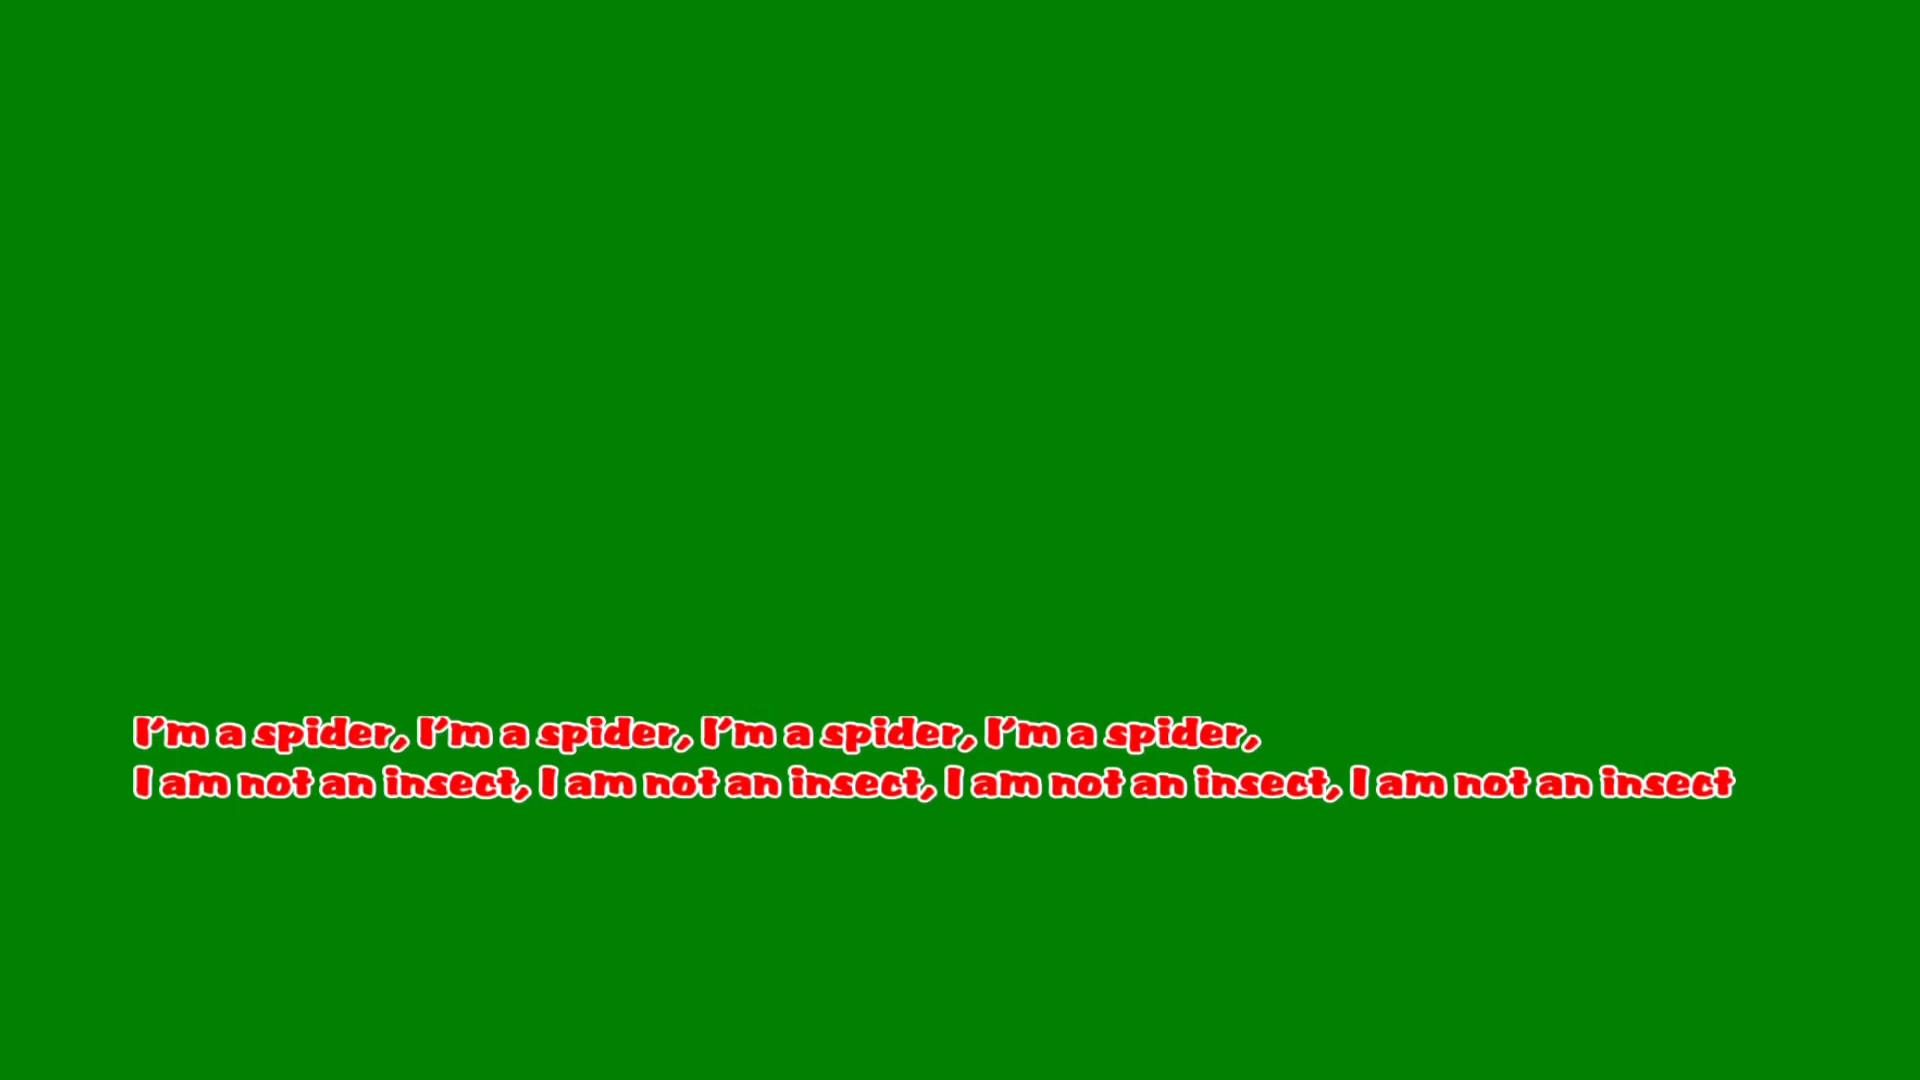 I'm a spider, I'm a spider, I'm a spider, I'm a spider,
I am not an insect, I am not an insect, I am not an insect, I am not an insect